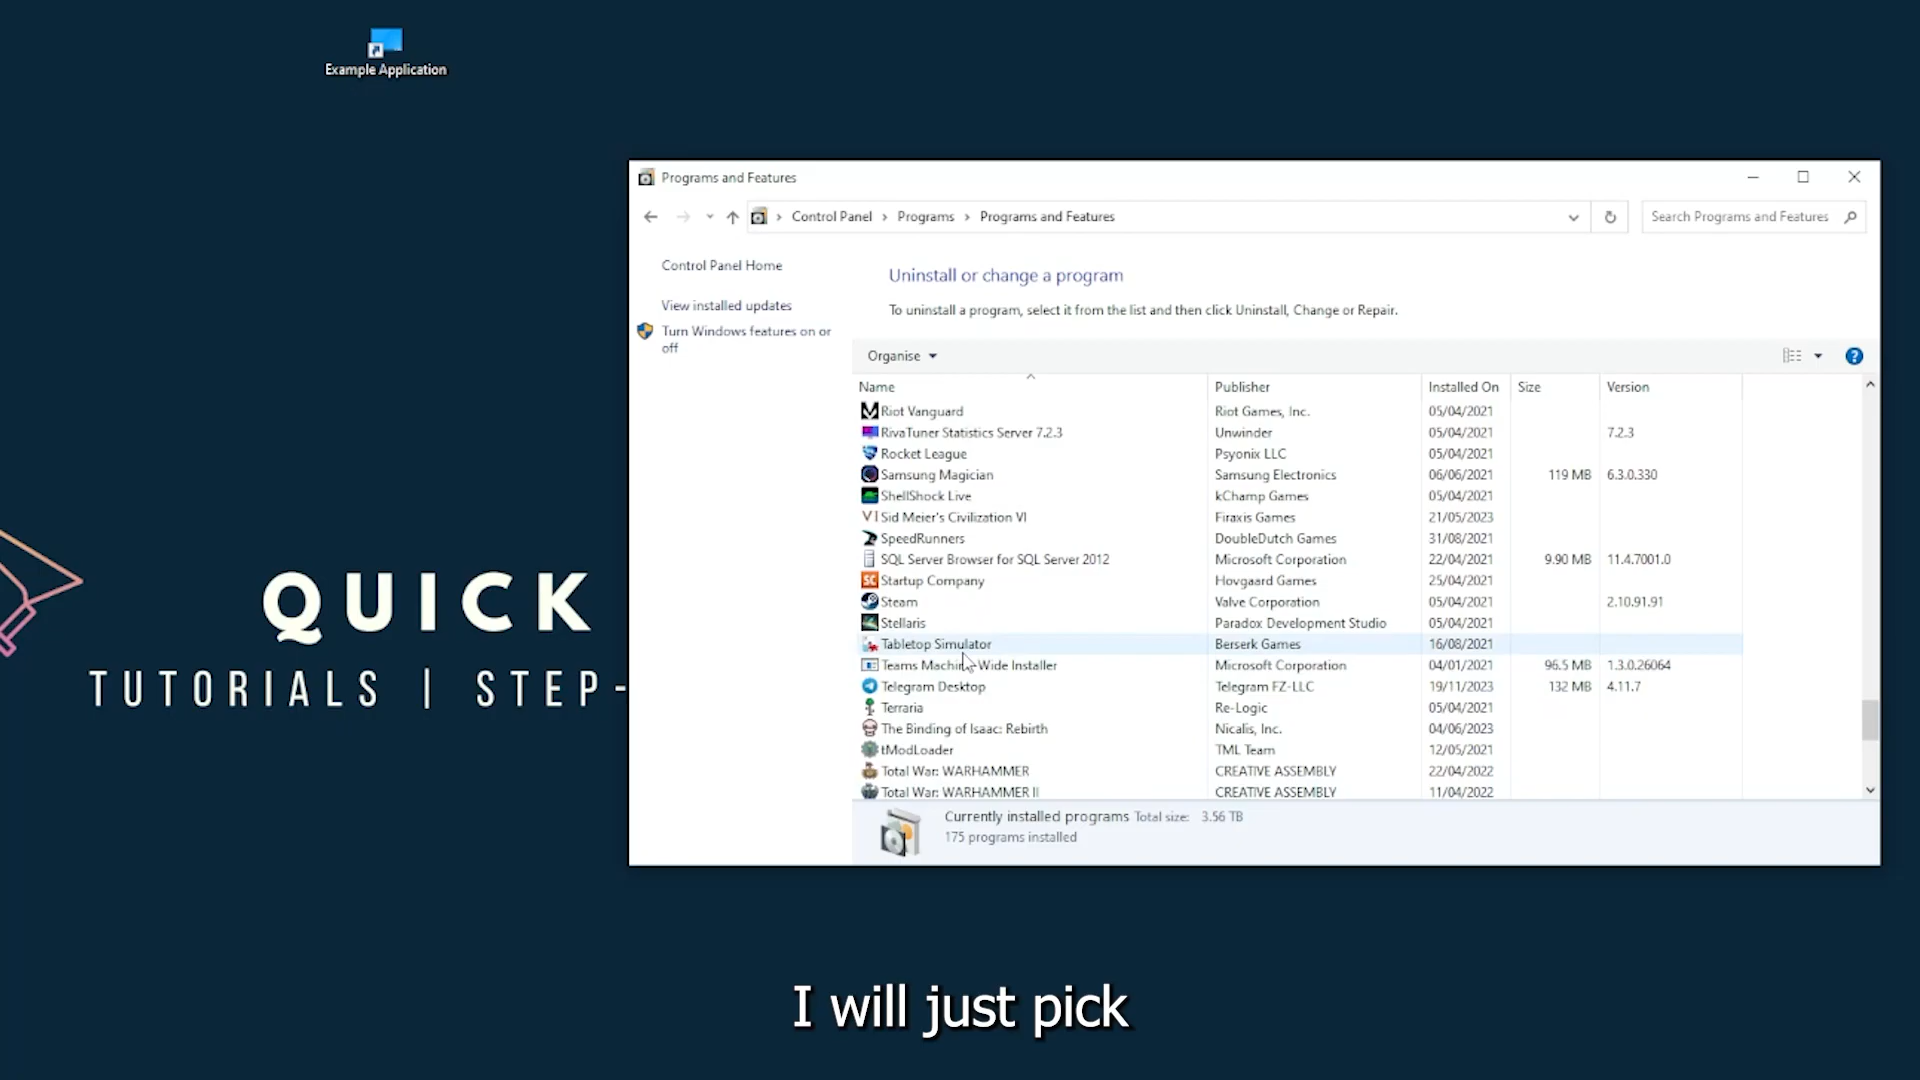 Example Application
QUICK
TUTORIALS | STEP-
Programs and Features
Control Panel > Programs > Programs and Features
Search Programs and Features
Control Panel Home
View installed updates
Turn Windows features on or
off
Uninstall or change a program
To uninstall a program, select it from the list and then click Uninstall, Change or Repair.
Organise
Name Publisher Installed On Size Version
Riot Vanguard Riot Games, Inc. 05/04/2021
RivaTuner Statistics Server 7.2.3 Unwinder 05/04/2021 7.2.3
Rocket League Psyonix LLC 05/04/2021
Samsung Magician Samsung Electronics 06/06/2021 119 MB 6.3.0.330
ShellShock Live kChamp Games 05/04/2021
VI Sid Meier's Civilization VI Firaxis Games 21/05/2023
SpeedRunners DoubleDutch Games 31/08/2021
SQL Server Browser for SQL Server 2012 Microsoft Corporation 22/04/2021 9.90 MB 11.4.7001.0
SC Startup Company Hovgaard Games 25/04/2021
Steam Valve Corporation 05/04/2021 2.10.91.91
Stellaris Paradox Development Studio 05/04/2021
Tabletop Simulator Berserk Games 16/08/2021
Teams Machine-Wide Installer Microsoft Corporation 04/01/2021 96.5 MB 1.3.0.26064
Telegram Desktop Telegram FZ-LLC 19/11/2023 132 MB 4.11.7
Terraria Re-Logic 05/04/2021
The Binding of Isaac: Rebirth Nicalis, Inc. 04/06/2023
tModLoader TML Team 12/05/2021
Total War: WARHAMMER CREATIVE ASSEMBLY 22/04/2022
Total War: WARHAMMER II CREATIVE ASSEMBLY 11/04/2022
Currently installed programs Total size: 3.56 TB
175 programs installed
I will just pick